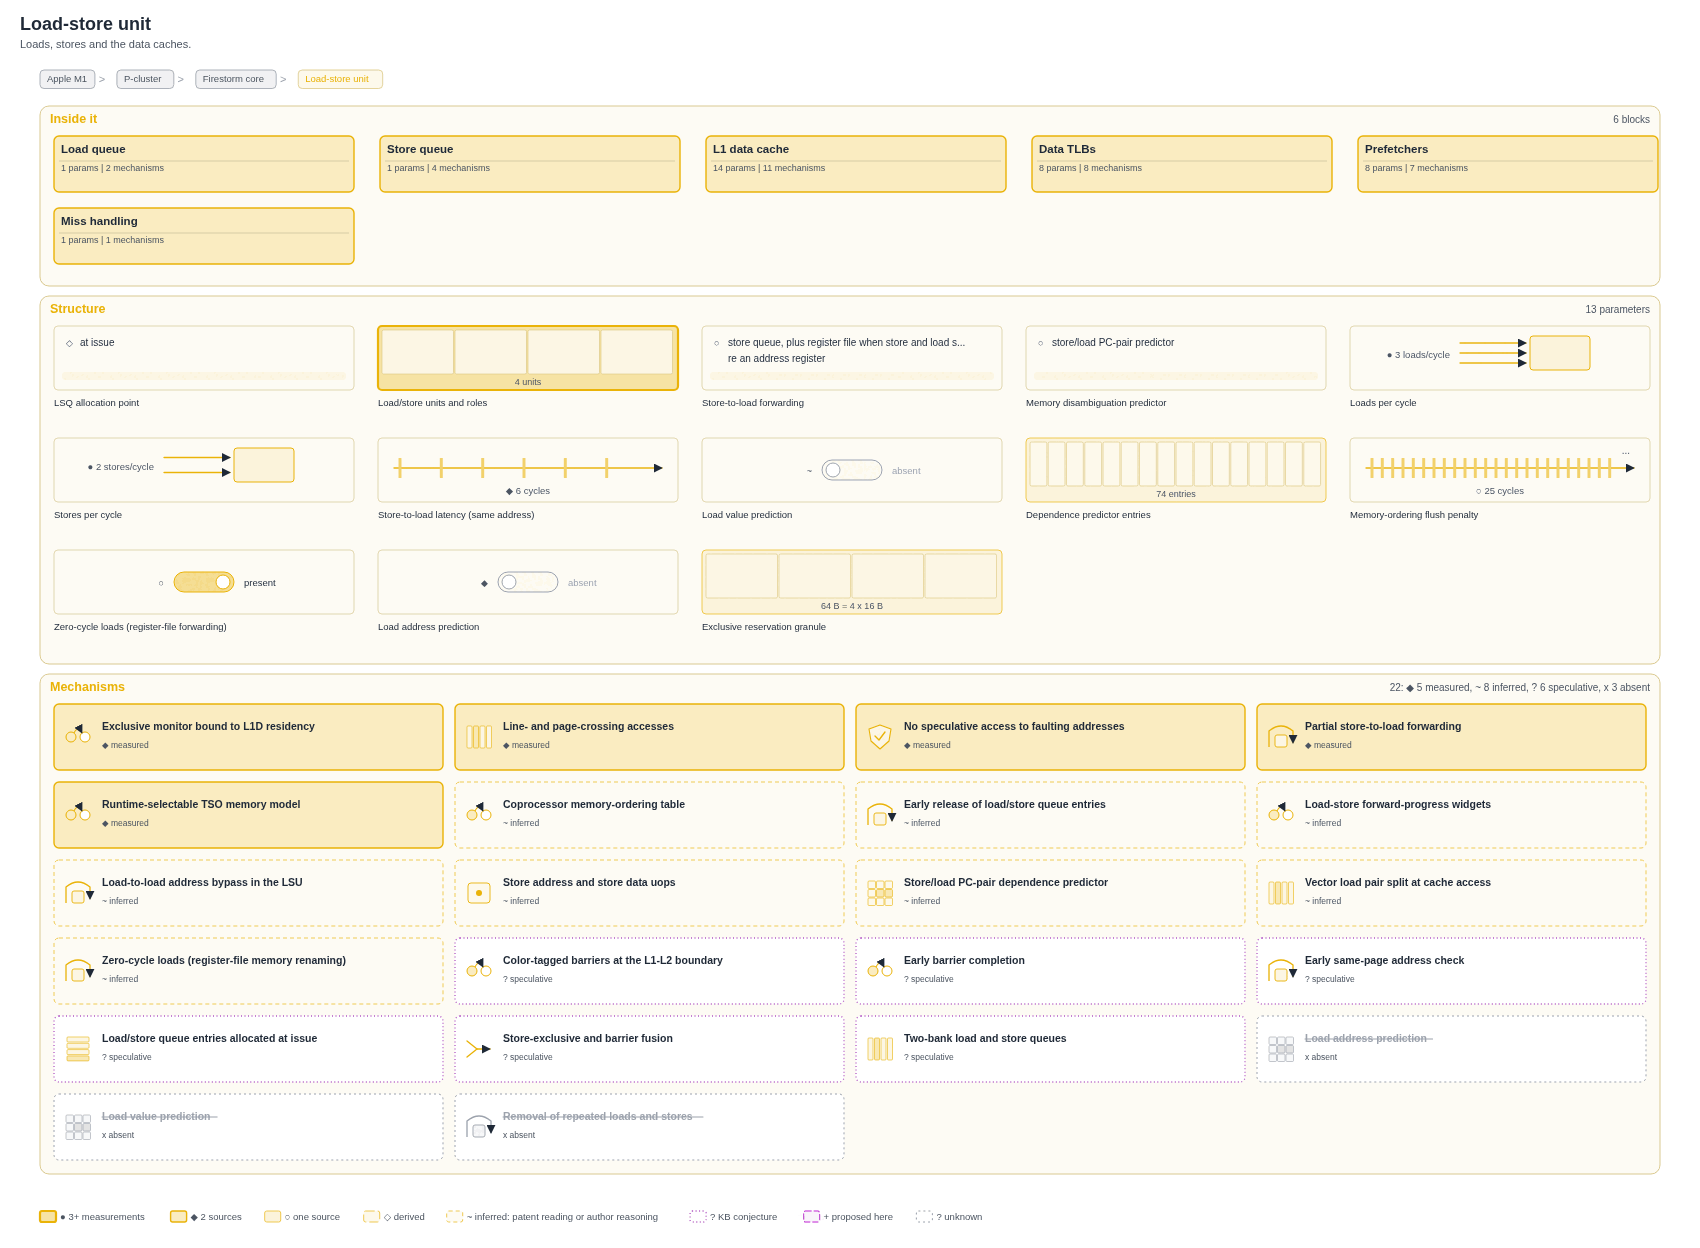 Load-store unit
Loads, stores and the data caches.
Apple M1 > P-cluster > Firestorm core > Load-store unit
Inside it
6 blocks
Load queue
1 params | 2 mechanisms
Store queue
1 params | 4 mechanisms
L1 data cache
14 params | 11 mechanisms
Data TLBs
8 params | 8 mechanisms
Prefetchers
8 params | 7 mechanisms
Miss handling
1 params | 1 mechanisms
Structure
13 parameters
◇ at issue
LSQ allocation point
4 units
Load/store units and roles
○ store queue, plus register file when store and load s...
re an address register
Store-to-load forwarding
○ store/load PC-pair predictor
Memory disambiguation predictor
● 3 loads/cycle
Loads per cycle
● 2 stores/cycle
Stores per cycle
◆ 6 cycles
Store-to-load latency (same address)
~ absent
Load value prediction
74 entries
Dependence predictor entries
...
○ 25 cycles
Memory-ordering flush penalty
○ present
Zero-cycle loads (register-file forwarding)
◆ absent
Load address prediction
64 B = 4 x 16 B
Exclusive reservation granule
Mechanisms
22: ◆ 5 measured, ~ 8 inferred, ? 6 speculative, x 3 absent
Exclusive monitor bound to L1D residency
◆ measured
Line- and page-crossing accesses
◆ measured
No speculative access to faulting addresses
◆ measured
Partial store-to-load forwarding
◆ measured
Runtime-selectable TSO memory model
◆ measured
Coprocessor memory-ordering table
~ inferred
Early release of load/store queue entries
~ inferred
Load-store forward-progress widgets
~ inferred
Load-to-load address bypass in the LSU
~ inferred
Store address and store data uops
~ inferred
Store/load PC-pair dependence predictor
~ inferred
Vector load pair split at cache access
~ inferred
Zero-cycle loads (register-file memory renaming)
~ inferred
Color-tagged barriers at the L1-L2 boundary
? speculative
Early barrier completion
? speculative
Early same-page address check
? speculative
Load/store queue entries allocated at issue
? speculative
Store-exclusive and barrier fusion
? speculative
Two-bank load and store queues
? speculative
Load address prediction
x absent
Load value prediction
x absent
Removal of repeated loads and stores
x absent
● 3+ measurements ◆ 2 sources ○ one source ◇ derived ~ inferred: patent reading or author reasoning ? KB conjecture + proposed here ? unknown